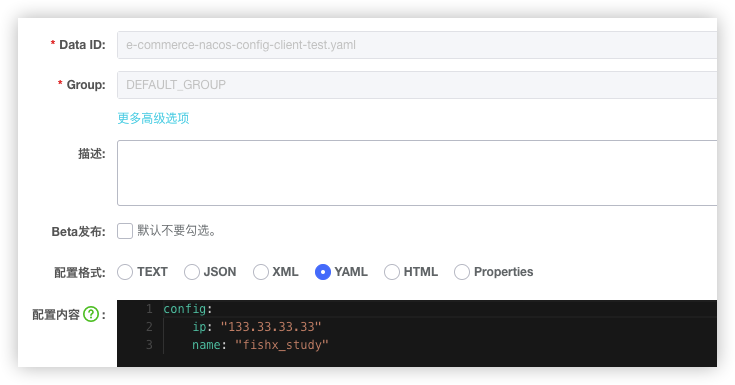 * Data ID: e-commerce-nacos-config-client-test.yaml
* Group: DEFAULT_GROUP
更多高级选项
描述:
Beta发布: 默认不要勾选。
配置格式: TEXT JSON XML YAML HTML Properties
配置内容 ? : 1 config:
2 ip: "133.33.33.33"
3 name: "fishx_study"